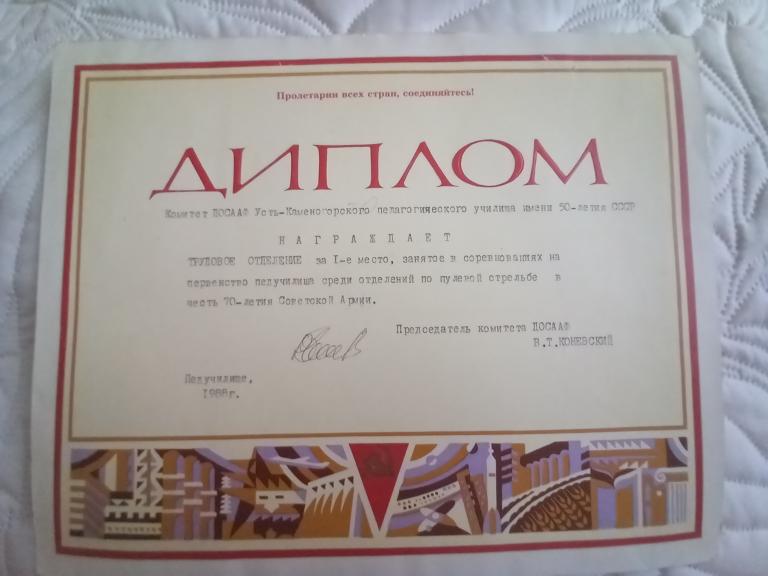 Пролетарии всех стран, соединяйтесь!
ДИПЛОМ
Комитет ДОСААФ Усть-Каменогорского педагогического училища имени 50-летия СССР
НАГРАЖДАЕТ
ТРУДОВОЕ ОТДЕЛЕНИЕ за I-е место, занятое в соревнованиях на
первенство педучилища среди отделений по пулевой стрельбе в
честь 70-летия Советской Армии.
Председатель комитета ДОСААФ
В.Т.КОНЕВСКИЙ
Педучилище,
1988г.